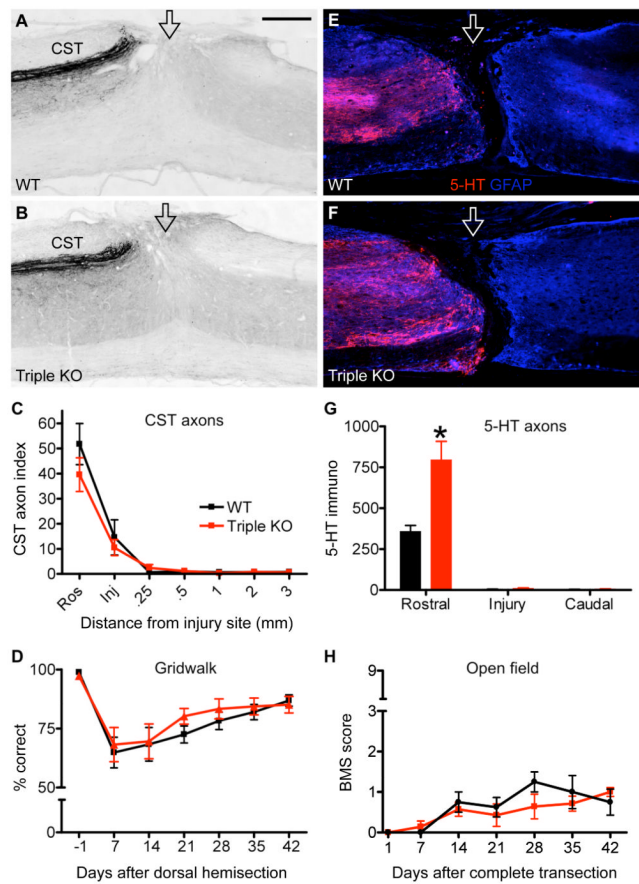 A
CST
WT
B
CST
Triple KO
C
CST axons
CST axon index
60
50
40
30
20
10
0
WT
Triple KO
Ros
Inj
.25
.5
1
2
3
Distance from injury site (mm)
D
Gridwalk
% correct
100
75
50
0
-1
7
14
21
28
35
42
Days after dorsal hemisection
E
WT
5-HT GFAP
F
Triple KO
G
5-HT axons
*
5-HT immuno
1000
750
500
250
0
Rostral
Injury
Caudal
H
Open field
BMS score
9
3
2
1
0
1
7
14
21
28
35
42
Days after complete transection